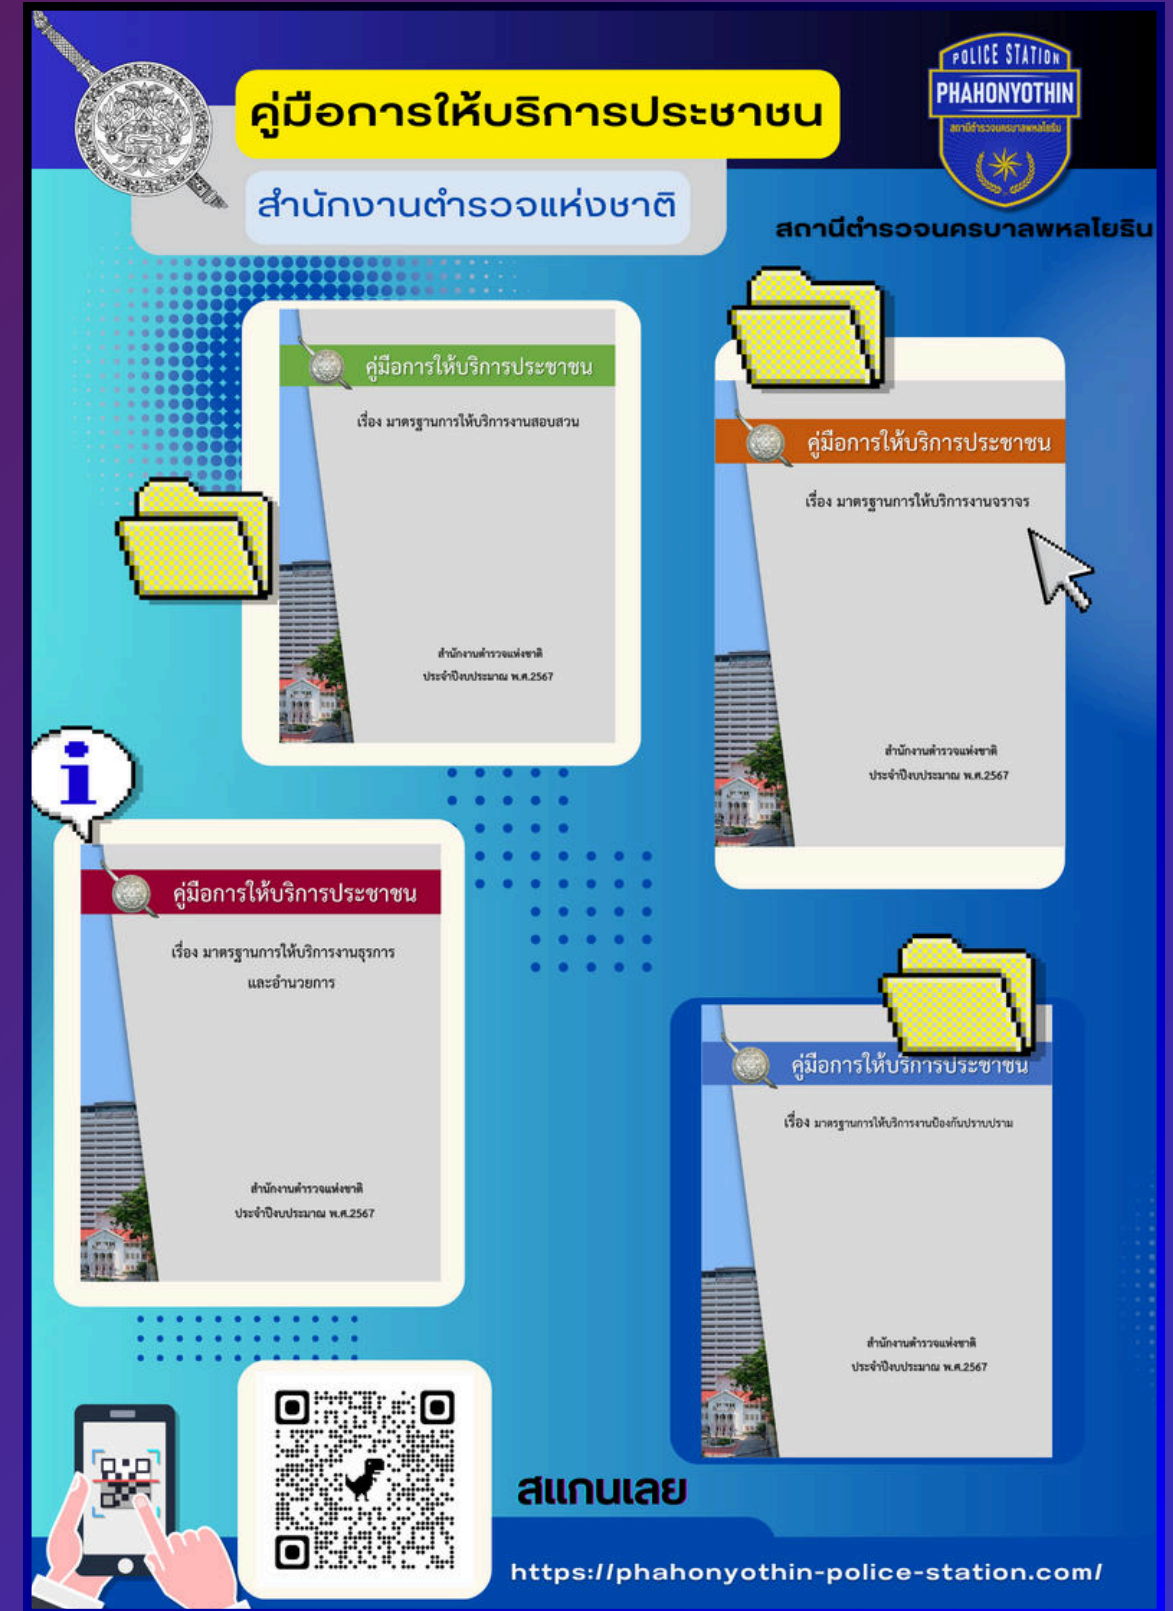 คู่มือการให้บริการประชาชน
สำนักงานตำรวจแห่งชาติ
POLICE STATION
PHAHONYOTHIN
สถานีตำรวจนครบาลพหลโยธิน
สถานีตำรวจนครบาลพหลโยธิน
คู่มือการให้บริการประชาชน
เรื่อง มาตรฐานการให้บริการงานสอบสวน
สำนักงานตำรวจแห่งชาติ
ประจำปีงบประมาณ พ.ศ.2567
คู่มือการให้บริการประชาชน
เรื่อง มาตรฐานการให้บริการงานจราจร
สำนักงานตำรวจแห่งชาติ
ประจำปีงบประมาณ พ.ศ.2567
i
คู่มือการให้บริการประชาชน
เรื่อง มาตรฐานการให้บริการงานธุรการ
และอำนวยการ
สำนักงานตำรวจแห่งชาติ
ประจำปีงบประมาณ พ.ศ.2567
คู่มือการให้บริการประชาชน
เรื่อง มาตรฐานการให้บริการงานป้องกันปราบปราม
สำนักงานตำรวจแห่งชาติ
ประจำปีงบประมาณ พ.ศ.2567
สแกนเลย
https://phahonyothin-police-station.com/